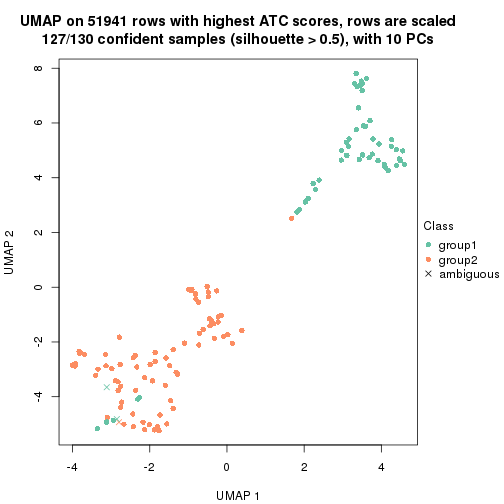 UMAP on 51941 rows with highest ATC scores, rows are scaled
127/130 confident samples (silhouette > 0.5), with 10 PCs
8
6
4
2
0
-2
-4
UMAP 2
-4
-2
0
2
4
UMAP 1
Class
group1
group2
ambiguous